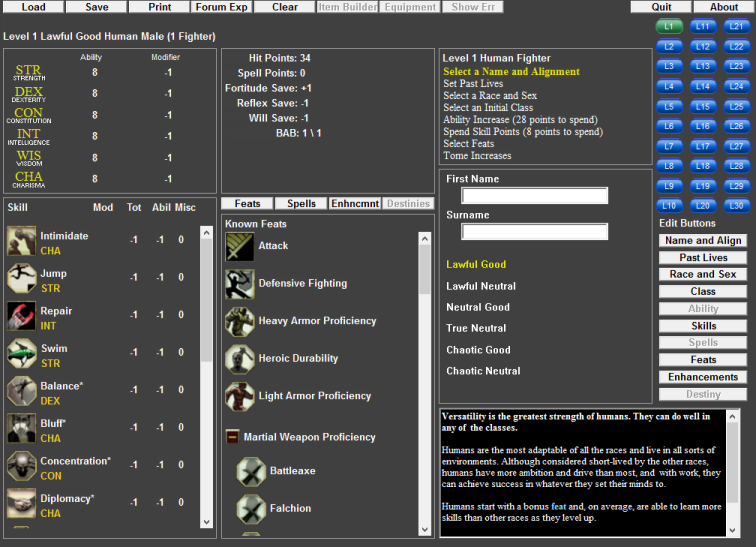 Load Save Print Forum Exp Clear Item Builder Equipment Show Err Quit About
Level 1 Lawful Good Human Male (1 Fighter)
Ability Modifier
STR 8 -1
STRENGTH
DEX 8 -1
DEXTERITY
CON 8 -1
CONSTITUTION
INT 8 -1
INTELLIGENCE
WIS 8 -1
WISDOM
CHA 8 -1
CHARISMA
Hit Points: 34
Spell Points: 0
Fortitude Save: +1
Reflex Save: -1
Will Save: -1
BAB: 1 \ 1
Level 1 Human Fighter
Select a Name and Alignment
Set Past Lives
Select a Race and Sex
Select an Initial Class
Ability Increase (28 points to spend)
Spend Skill Points (8 points to spend)
Select Feats
Tome Increases
L1 L11 L21
L2 L12 L22
L3 L13 L23
L4 L14 L24
L5 L15 L25
L6 L16 L26
L7 L17 L27
L8 L18 L28
L9 L19 L29
L10 L20 L30
Skill Mod Tot Abil Misc
Intimidate -1 -1 0
CHA
Jump -1 -1 0
STR
Repair -1 -1 0
INT
Swim -1 -1 0
STR
Balance* -1 -1 0
DEX
Bluff* -1 -1 0
CHA
Concentration* -1 -1 0
CON
Diplomacy* -1 -1 0
CHA
Feats Spells Enhncmnt Destinies
Known Feats
Attack
Defensive Fighting
Heavy Armor Proficiency
Heroic Durability
Light Armor Proficiency
Martial Weapon Proficiency
Battleaxe
Falchion
First Name
Surname
Lawful Good
Lawful Neutral
Neutral Good
True Neutral
Chaotic Good
Chaotic Neutral
Edit Buttons
Name and Align
Past Lives
Race and Sex
Class
Ability
Skills
Spells
Feats
Enhancements
Destiny
Versatility is the greatest strength of humans. They can do well in
any of the classes.
Humans are the most adaptable of all the races and live in all sorts of
environments. Although considered short-lived by the other races,
humans have more ambition and drive than most, and with work, they
can achieve success in whatever they set their minds to.
Humans start with a bonus feat and, on average, are able to learn more
skills than other races as they level up.